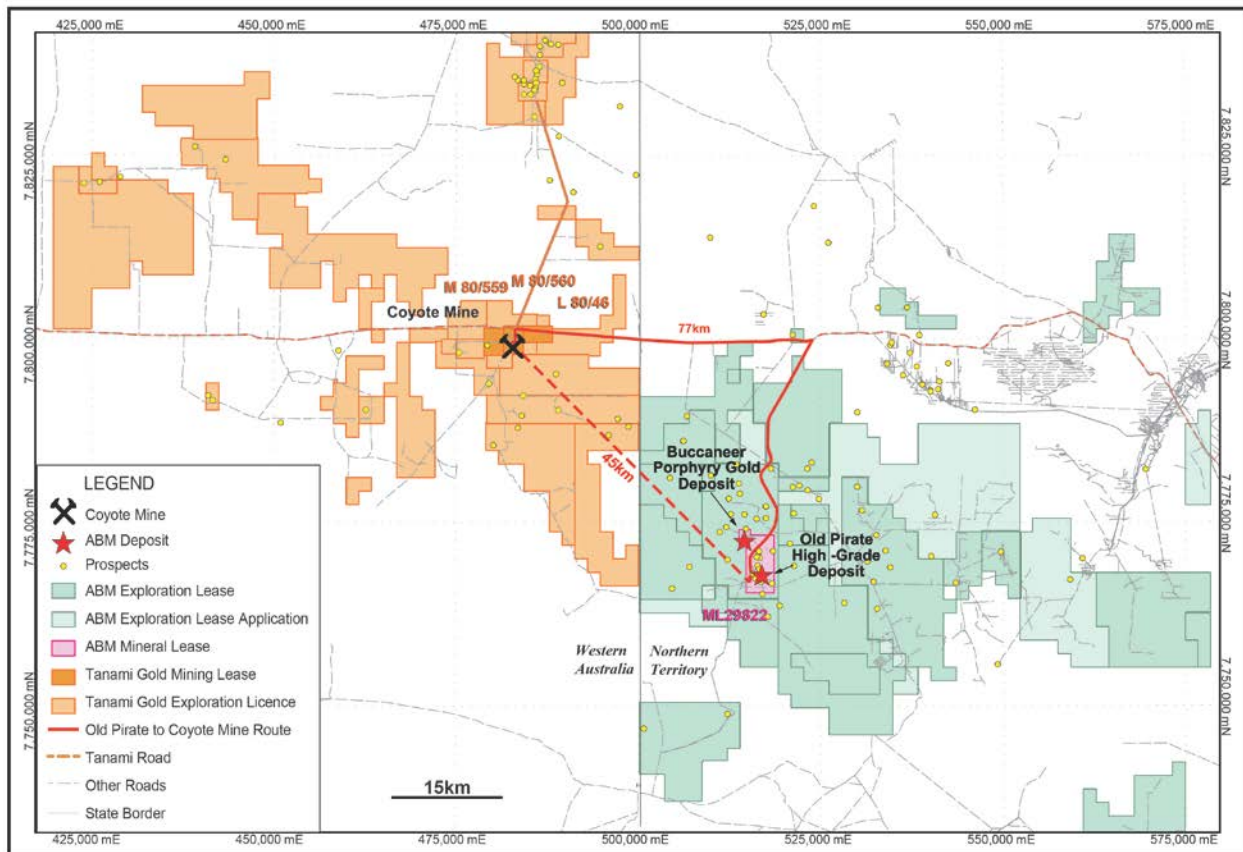 425,000 mE
450,000 mE
475,000 mE
500,000 mE
525,000 mE
550,000 mE
575,000 mE
7,825,000 mN
7,825,000 mN
M 80/559
M 80/560
L 80/46
Coyote Mine
77km
7,800,000 mN
7,800,000 mN
45km
Buccaneer
Porphyry Gold
Deposit
7,775,000 mN
7,775,000 mN
Old Pirate
High -Grade
Deposit
ML29822
Western
Australia
Northern
Territory
7,750,000 mN
7,750,000 mN
LEGEND
Coyote Mine
ABM Deposit
Prospects
ABM Exploration Lease
ABM Exploration Lease Application
ABM Mineral Lease
Tanami Gold Mining Lease
Tanami Gold Exploration Licence
Old Pirate to Coyote Mine Route
Tanami Road
Other Roads
State Border
15km
425,000 mE
450,000 mE
475,000 mE
500,000 mE
525,000 mE
550,000 mE
575,000 mE